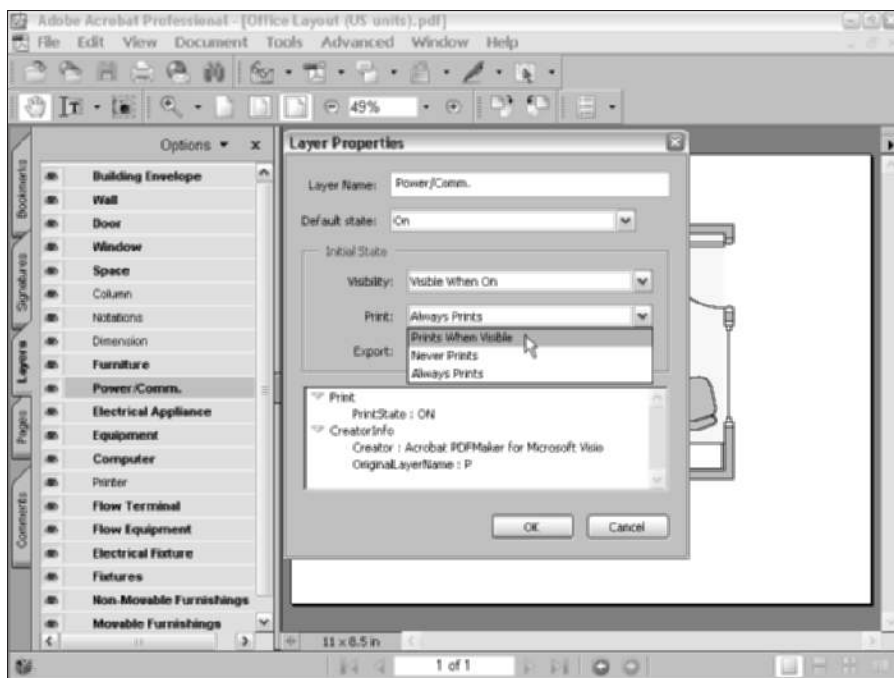 Adobe Acrobat Professional - [Office Layout (US units).pdf]
File Edit View Document Tools Advanced Window Help
49%
Options
Bookmarks
Signatures
Layers
Pages
Comments
Building Envelope
Wall
Door
Window
Space
Column
Notations
Dimension
Furniture
Power/Comm.
Electrical Appliance
Equipment
Computer
Printer
Flow Terminal
Flow Equipment
Electrical Fixture
Fixtures
Non-Movable Furnishings
Movable Furnishings
Layer Properties
Layer Name: Power/Comm.
Default state: On
Initial State
Visibility: Visible When On
Print: Always Prints
Prints When Visible
Never Prints
Always Prints
Export:
Print
PrintState : ON
CreatorInfo
Creator : Acrobat PDFMaker for Microsoft Visio
OriginalLayerName : P
OK Cancel
11 x 8.5 in
1 of 1